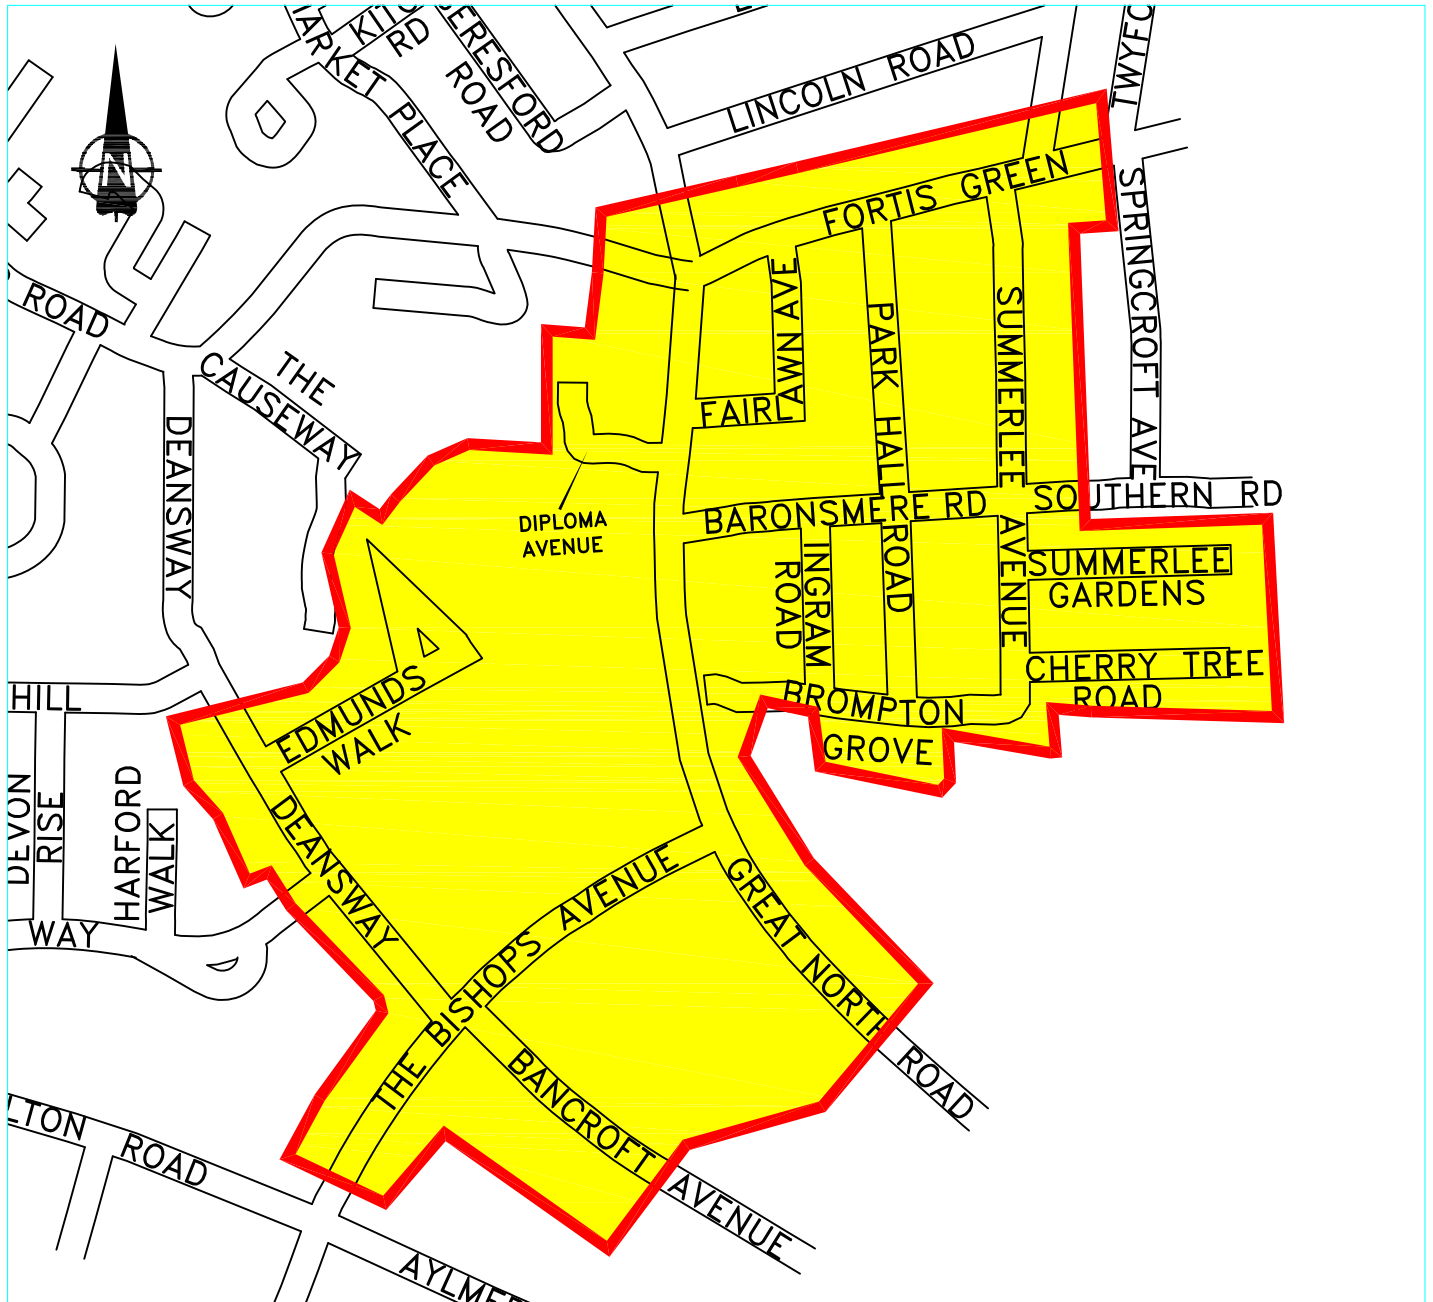 MARKET PLACE
RD
BERESFORD
ROAD
LINCOLN ROAD
N
FORTIS GREEN
SPRINGCROFT AVE
ROAD
THE
CAUSEWAY
DEANSWAY
FAIRLAWN AVE
PARK HALL
ROAD
SUMMERLEE
AVENUE
SOUTHERN RD
BARONSMERE RD
DIPLOMA
AVENUE
INGRAM
ROAD
SUMMERLEE
GARDENS
CHERRY TREE
ROAD
BROMPTON
GROVE
HILL
EDMUNDS
WALK
DEVON
RISE
HARFORD
WALK
WAY
DEANSWAY
THE BISHOPS AVENUE
GREAT NORTH ROAD
BANCROFT AVENUE
LTON
ROAD